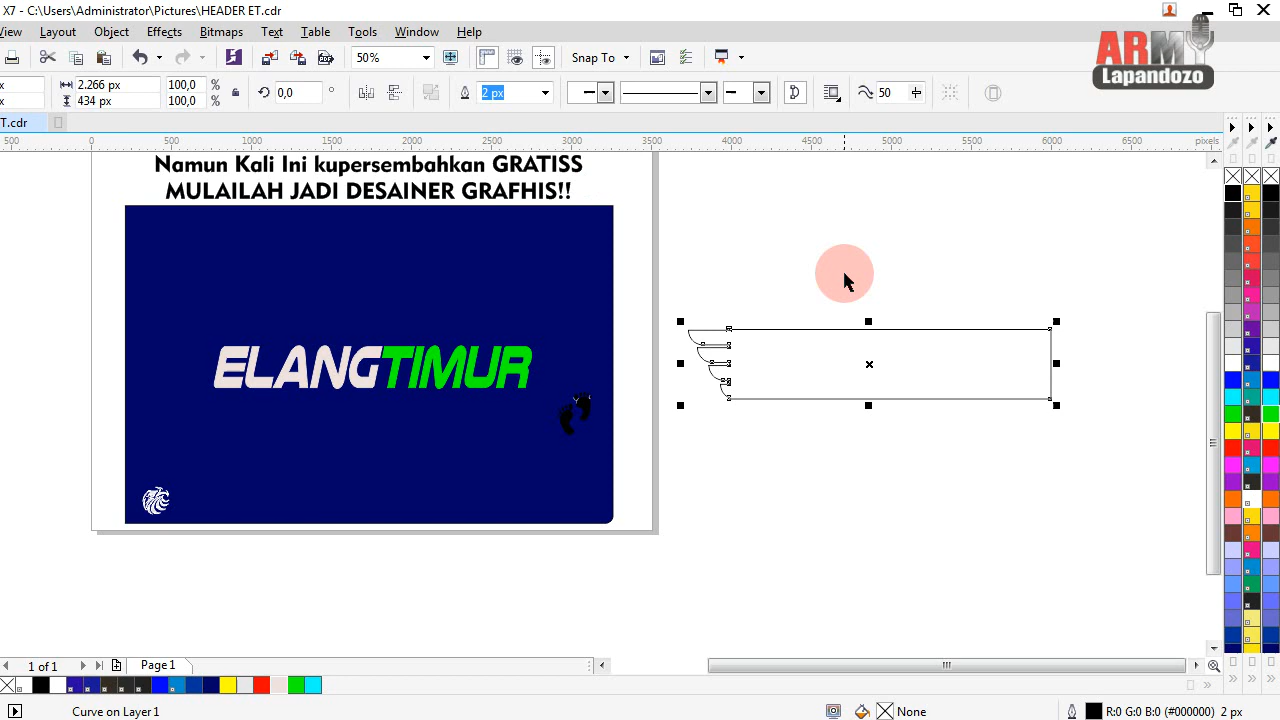 X7 - C:\Users\Administrator\Pictures\HEADER ET.cdr
View Layout Object Effects Bitmaps Text Table Tools Window Help
ARM
Lapandozo
50% Snap To
2.266 px 100,0 %
434 px 100,0 %
0,0 °
2 px
50
T.cdr
500 0 500 1000 1500 2000 2500 3000 3500 4000 4500 5000 5500 6000 6500 pixels
Namun Kali Ini kupersembahkan GRATISS
MULAILAH JADI DESAINER GRAFHIS!!
ELANGTIMUR
1 of 1 Page 1
Curve on Layer 1 None R:0 G:0 B:0 (#000000) 2 px